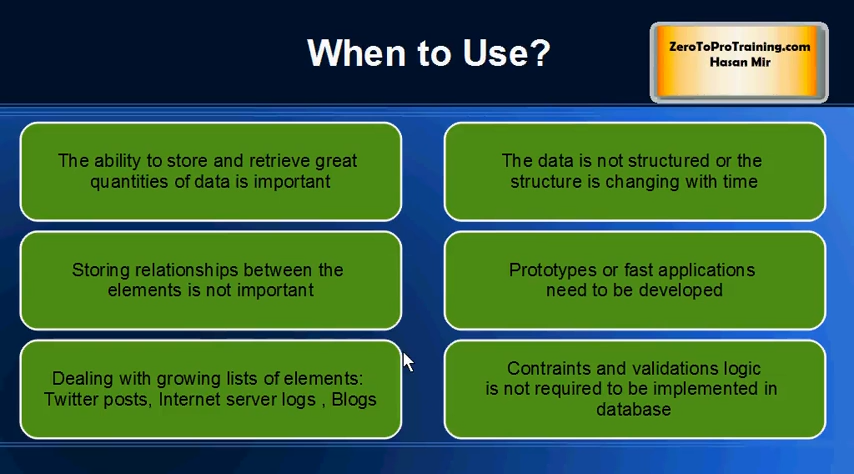 When to Use?
ZeroToProTraining.com
Hasan Mir
The ability to store and retrieve great
quantities of data is important
The data is not structured or the
structure is changing with time
Storing relationships between the
elements is not important
Prototypes or fast applications
need to be developed
Dealing with growing lists of elements:
Twitter posts, Internet server logs , Blogs
Contraints and validations logic
is not required to be implemented in
database